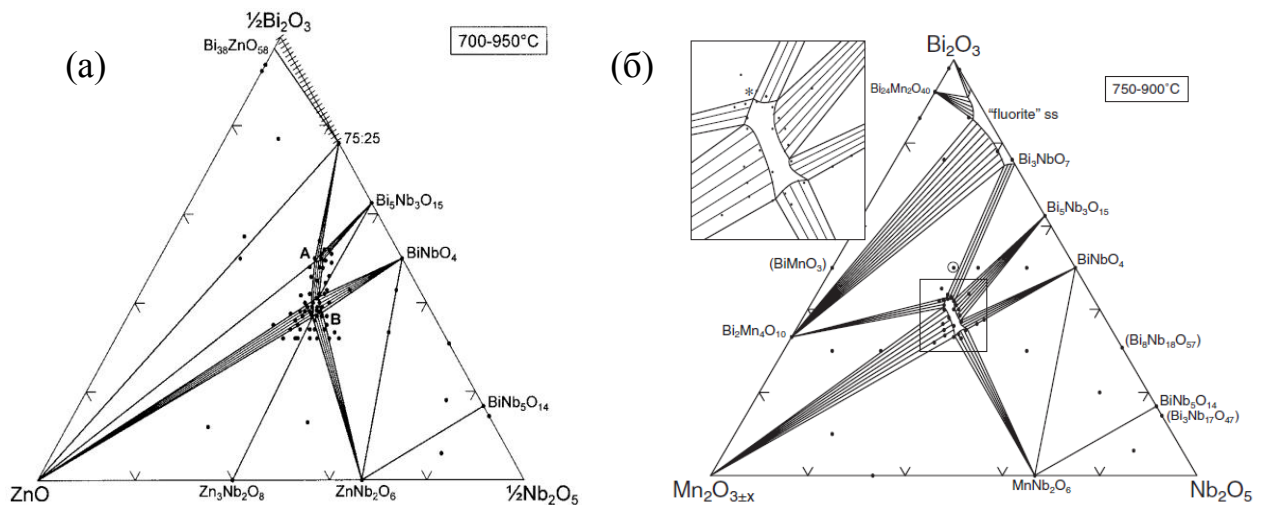 (а)
½Bi₂O₃
Bi₃₈ZnO₅₈
700-950°C
75:25
Bi₅Nb₃O₁₅
A
BiNbO₄
B
BiNb₅O₁₄
ZnO
Zn₃Nb₂O₈
ZnNb₂O₆
½Nb₂O₅
(б)
*
Bi₂O₃
Bi₂₄Mn₂O₄₀
750-900°C
"fluorite" ss
Bi₃NbO₇
Bi₅Nb₃O₁₅
(BiMnO₃)
BiNbO₄
Bi₂Mn₄O₁₀
(Bi₈Nb₁₈O₅₇)
BiNb₅O₁₄
(Bi₃Nb₁₇O₄₇)
Mn₂O₃±ₓ
MnNb₂O₆
Nb₂O₅